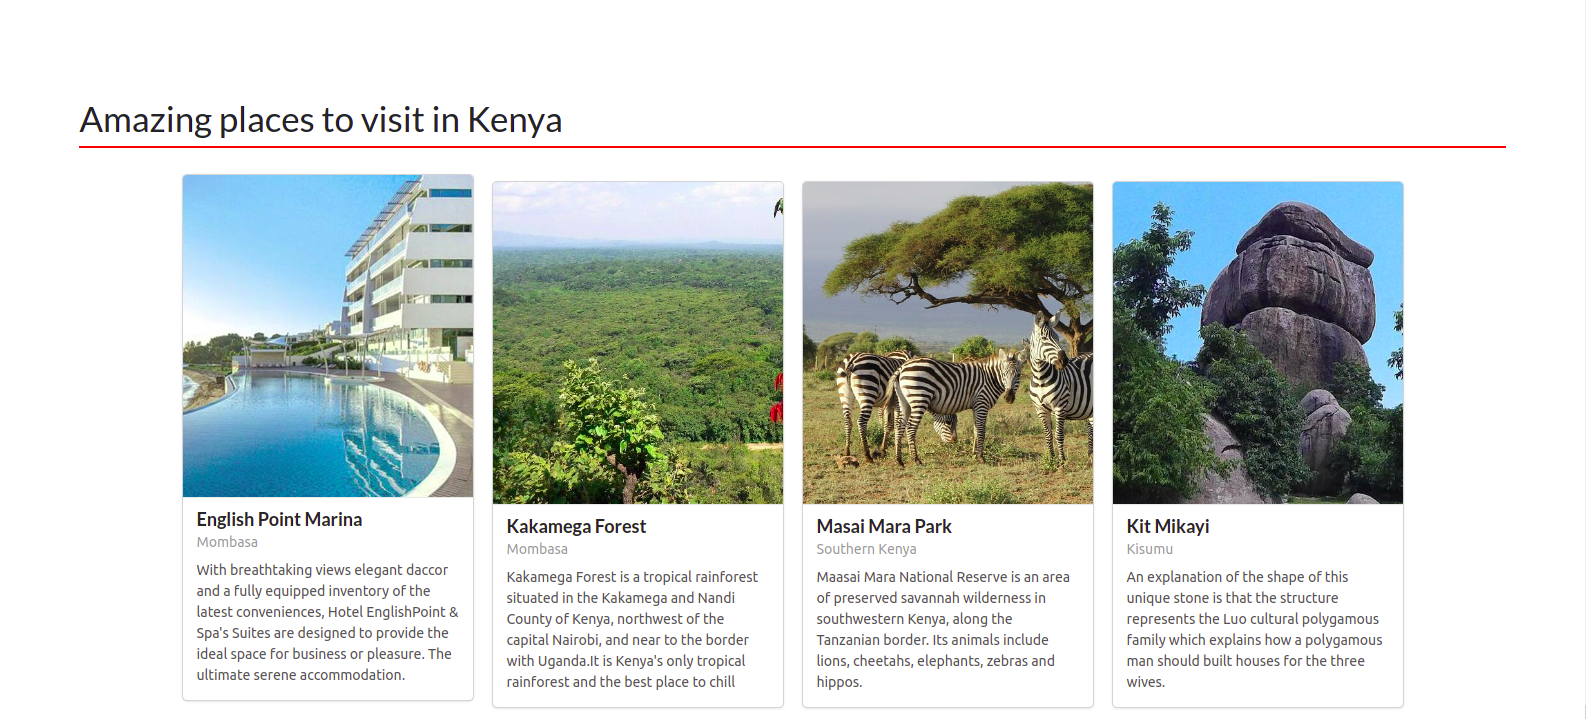 Amazing places to visit in Kenya
English Point Marina
Mombasa
With breathtaking views elegant daccor
and a fully equipped inventory of the
latest conveniences, Hotel EnglishPoint &
Spa's Suites are designed to provide the
ideal space for business or pleasure. The
ultimate serene accommodation.
Kakamega Forest
Mombasa
Kakamega Forest is a tropical rainforest
situated in the Kakamega and Nandi
County of Kenya, northwest of the
capital Nairobi, and near to the border
with Uganda.It is Kenya's only tropical
rainforest and the best place to chill
Masai Mara Park
Southern Kenya
Maasai Mara National Reserve is an area
of preserved savannah wilderness in
southwestern Kenya, along the
Tanzanian border. Its animals include
lions, cheetahs, elephants, zebras and
hippos.
Kit Mikayi
Kisumu
An explanation of the shape of this
unique stone is that the structure
represents the Luo cultural polygamous
family which explains how a polygamous
man should built houses for the three
wives.